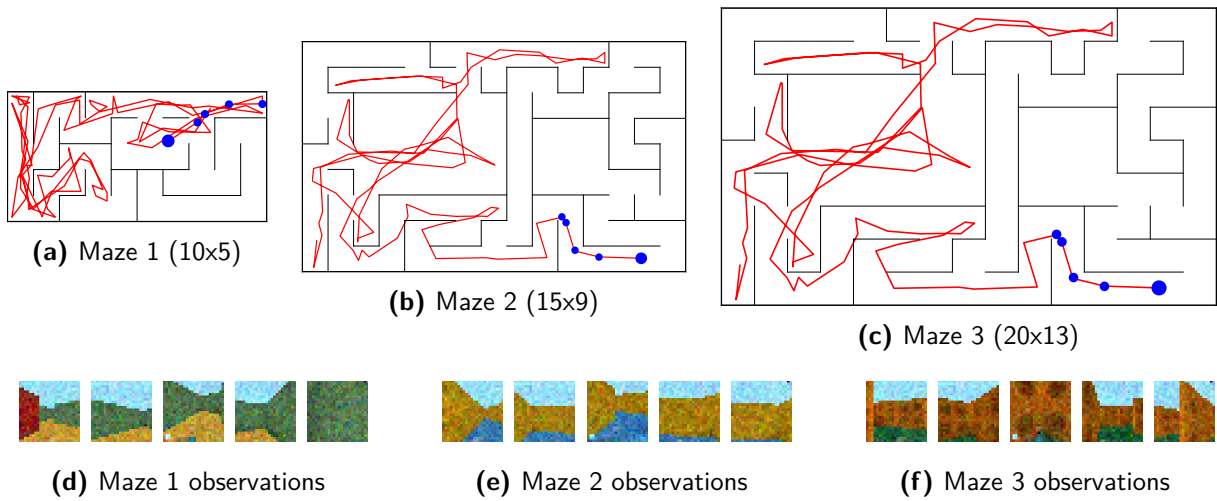 (a) Maze 1 (10x5)
(b) Maze 2 (15x9)
(c) Maze 3 (20x13)
(d) Maze 1 observations
(e) Maze 2 observations
(f) Maze 3 observations